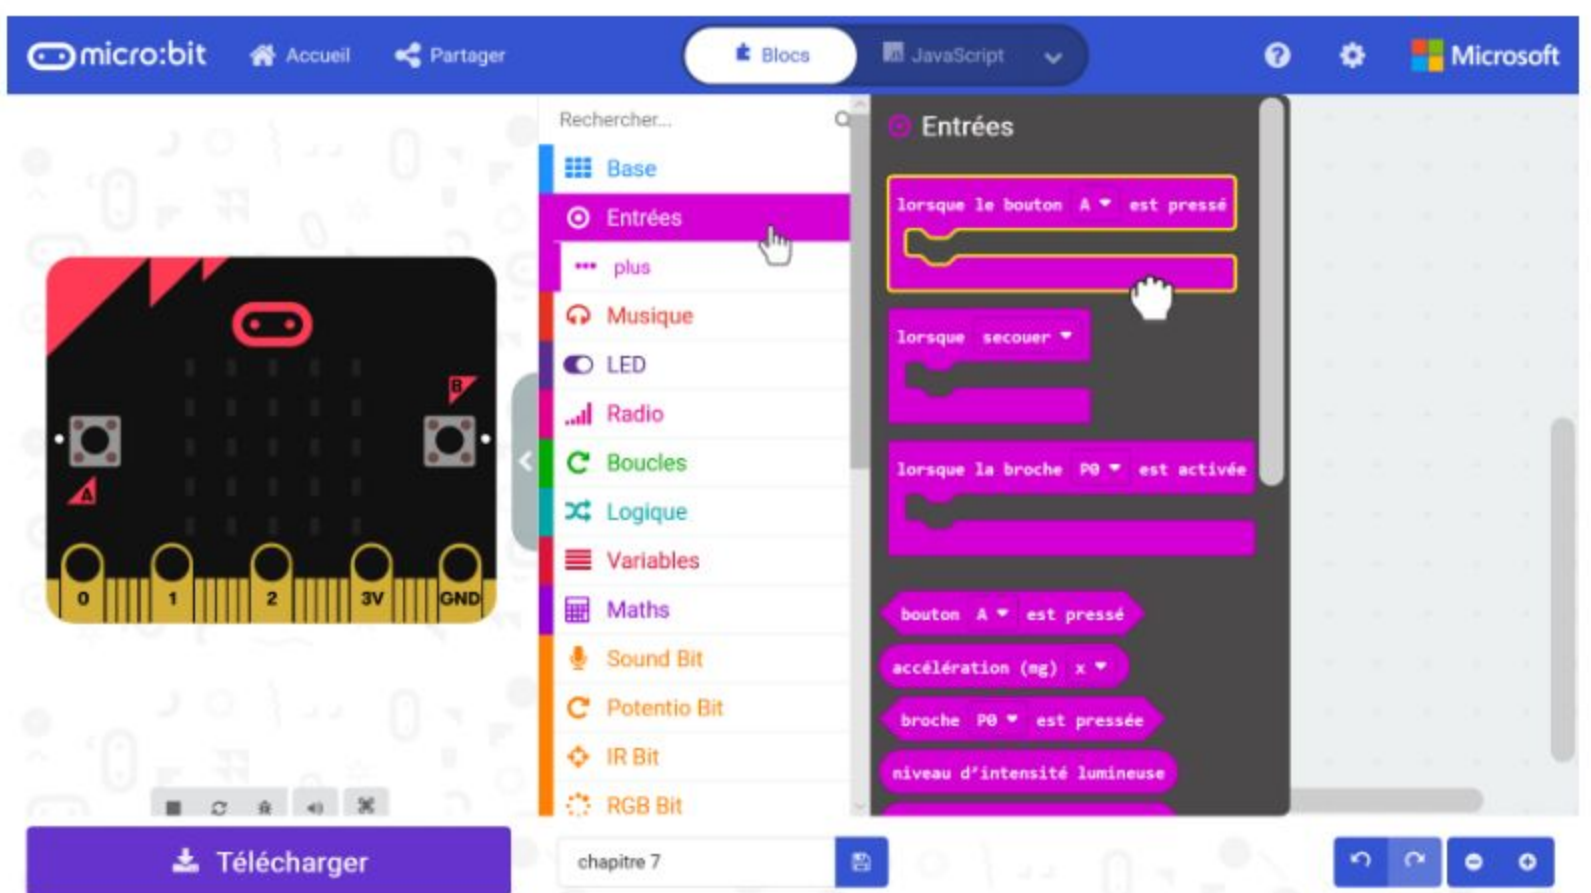 micro:bit Accueil Partager Blocs JavaScript Microsoft
Rechercher...
Base
Entrées
plus
Musique
LED
Radio
Boucles
Logique
Variables
Maths
Sound Bit
Potentio Bit
IR Bit
RGB Bit
Entrées
lorsque le bouton A est pressé
lorsque secouer
lorsque la broche P0 est activée
bouton A est pressé
accélération (mg) x
broche P0 est pressée
niveau d'intensité lumineuse
B
A
0 1 2 3V GND
Télécharger
chapitre 7